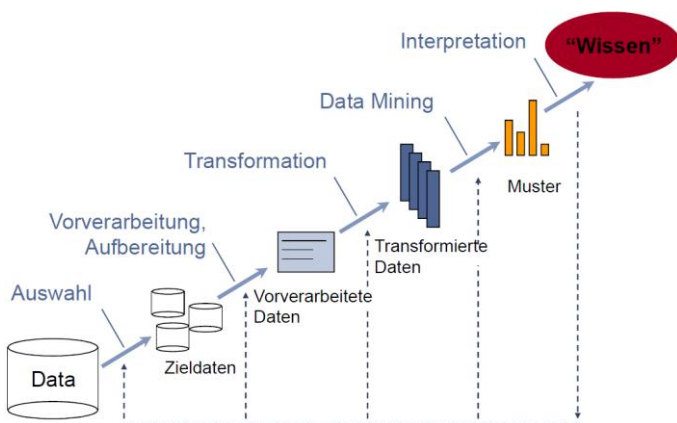 Interpretation
"Wissen"
Data Mining
Transformation
Muster
Vorverarbeitung,
Aufbereitung
Transformierte
Daten
Auswahl
Vorverarbeitete
Daten
Zieldaten
Data